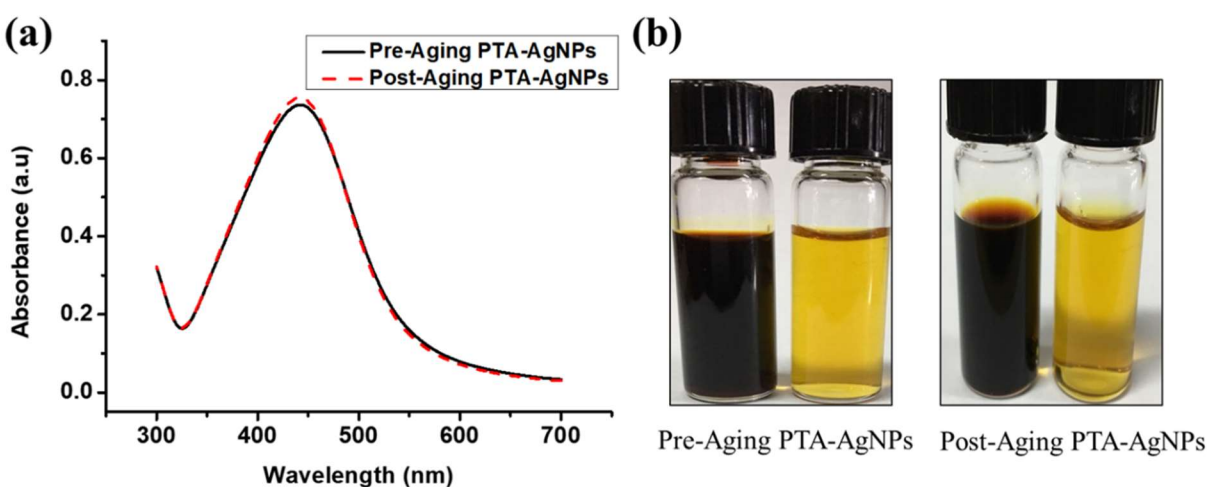 (a)
Pre-Aging PTA-AgNPs
Post-Aging PTA-AgNPs
0.8
0.6
0.4
0.2
0.0
Absorbance (a.u)
300 400 500 600 700
Wavelength (nm)
(b)
Pre-Aging PTA-AgNPs Post-Aging PTA-AgNPs